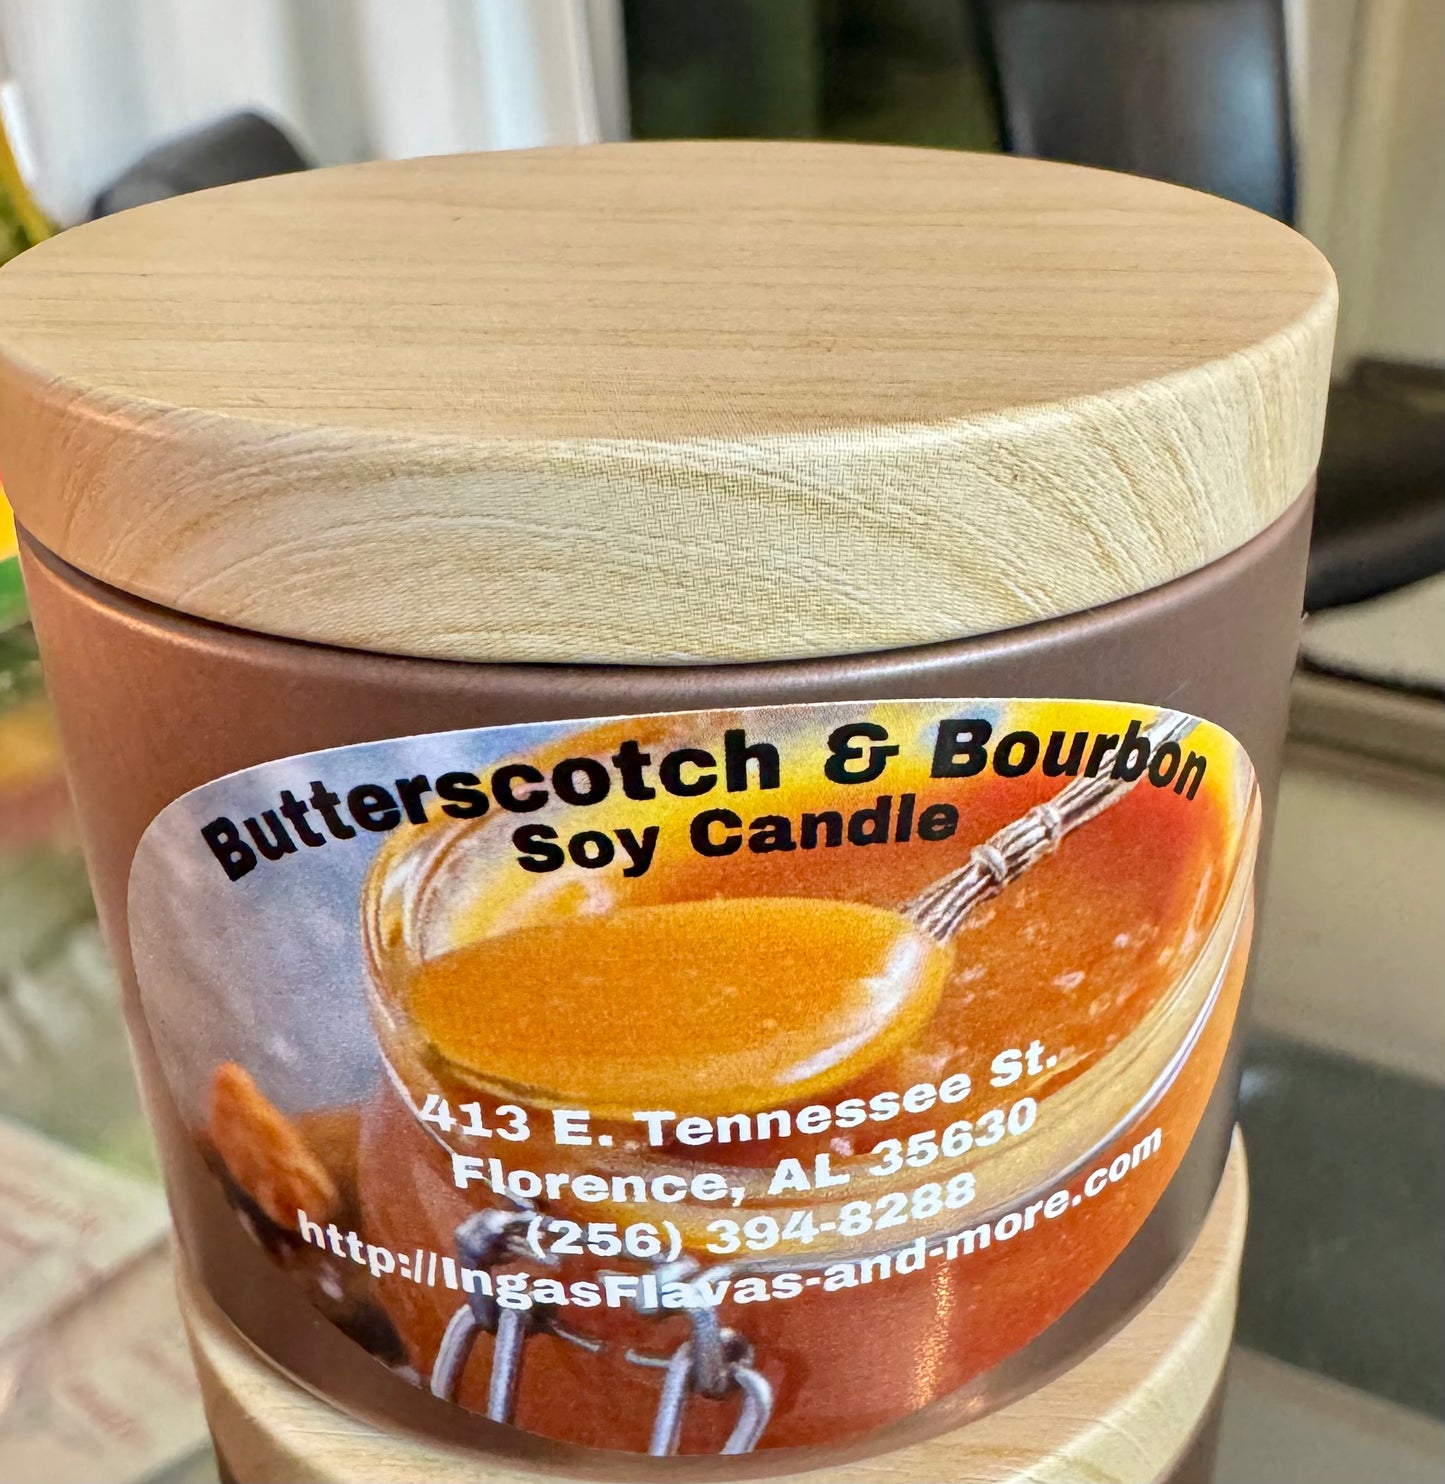 Butterscotch & Bourbon
Soy Candle
413 E. Tennessee St.
Florence, AL 35630
(256) 394-8288
http://IngasFlavas-and-more.com